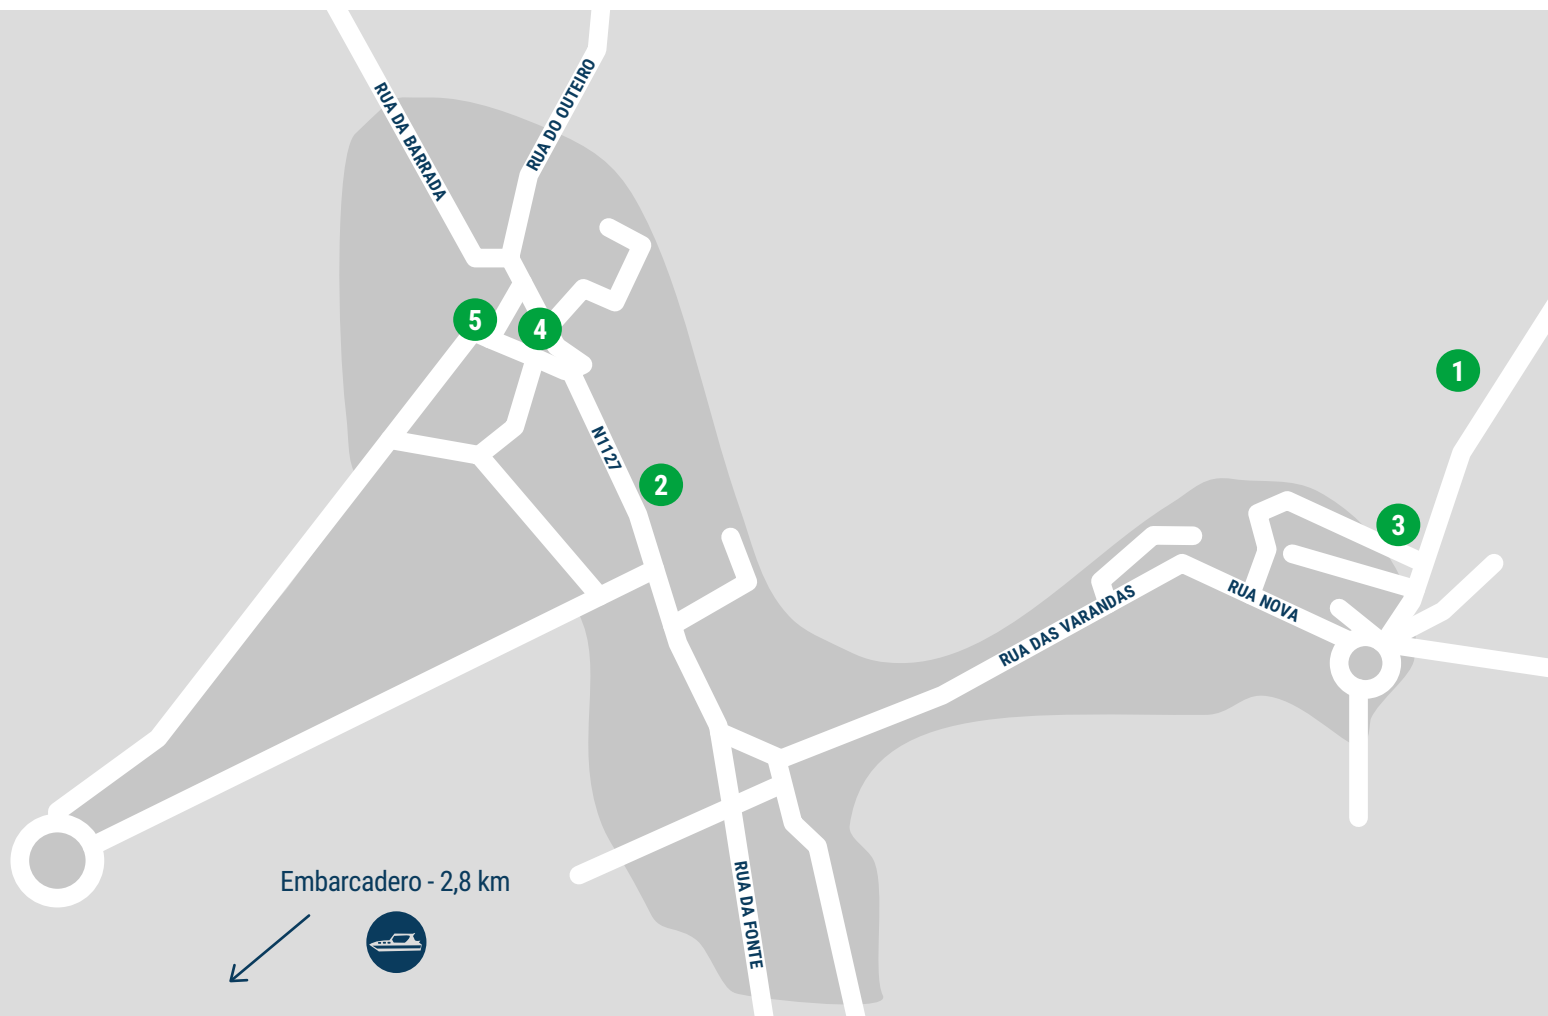 RUA DA BARRADA
RUA DO OUTEIRO
5
4
1
N1127
2
3
RUA DAS VARANDAS
RUA NOVA
Embarcadero - 2,8 km
RUA DA FONTE